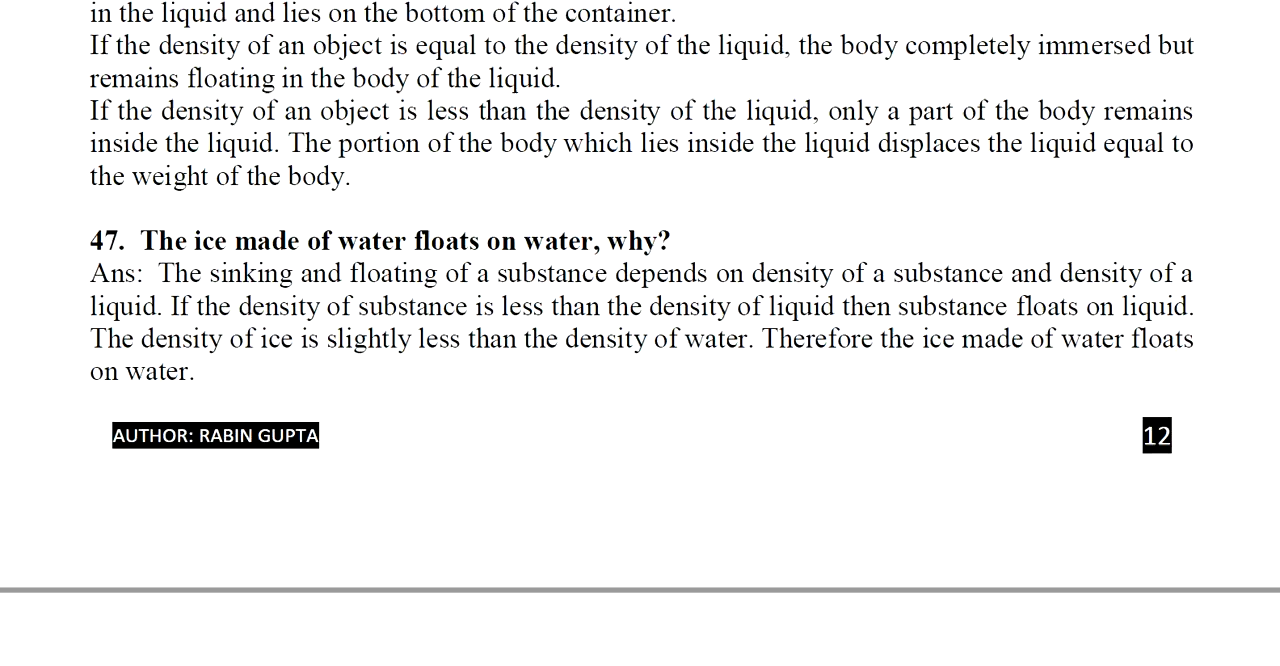 in the liquid and lies on the bottom of the container.
If the density of an object is equal to the density of the liquid, the body completely immersed but
remains floating in the body of the liquid.
If the density of an object is less than the density of the liquid, only a part of the body remains
inside the liquid. The portion of the body which lies inside the liquid displaces the liquid equal to
the weight of the body.
47. The ice made of water floats on water, why?
Ans: The sinking and floating of a substance depends on density of a substance and density of a
liquid. If the density of substance is less than the density of liquid then substance floats on liquid.
The density of ice is slightly less than the density of water. Therefore the ice made of water floats
on water.
AUTHOR: RABIN GUPTA
12